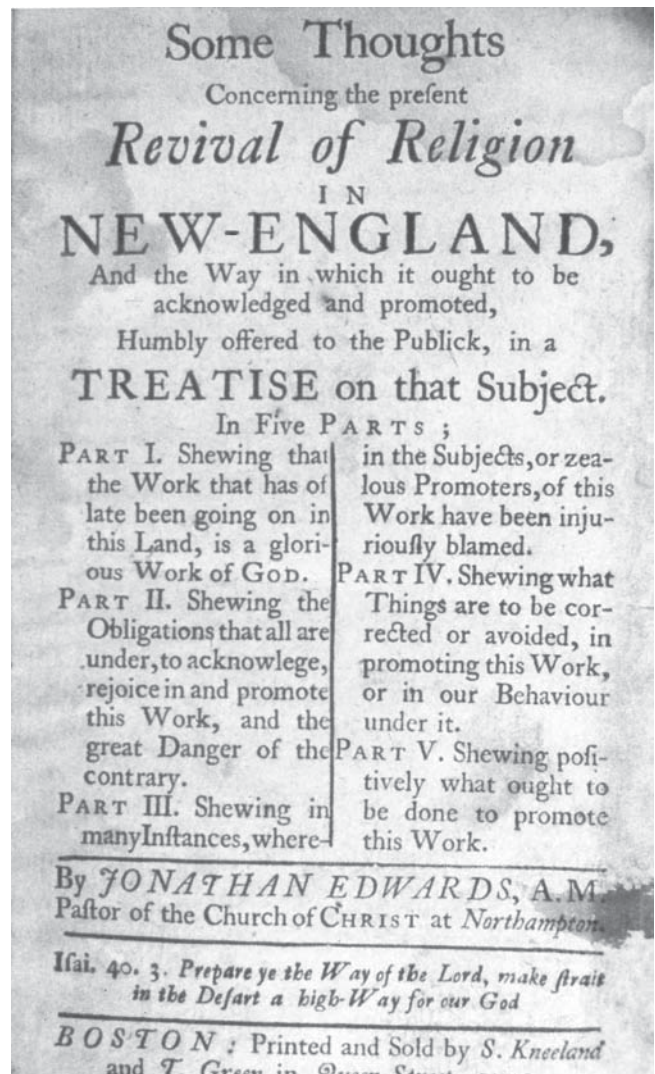 Some Thoughts
Concerning the preſent
Revival of Religion
IN
NEW-ENGLAND,
And the Way in which it ought to be
acknowledged and promoted,
Humbly offered to the Publick, in a
TREATISE on that Subject.
In Five PARTS;
PART I. Shewing that
the Work that has of
late been going on in
this Land, is a glori-
ous Work of GOD.
PART II. Shewing the
Obligations that all are
under, to acknowlege,
rejoice in and promote
this Work, and the
great Danger of the
contrary.
PART III. Shewing in
many Inſtances, where-
in the Subjects, or zea-
lous Promoters, of this
Work have been inju-
riouſly blamed.
PART IV. Shewing what
Things are to be cor-
rected or avoided, in
promoting this Work,
or in our Behaviour
under it.
PART V. Shewing poſi-
tively what ought to
be done to promote
this Work.
By JONATHAN EDWARDS, A.M.
Paſtor of the Church of CHRIST at Northampton.
Iſai. 40. 3. Prepare ye the Way of the Lord, make ſtrait
in the Deſart a high-Way for our God
BOSTON: Printed and Sold by S. Kneeland
and T. Green in Queen Street